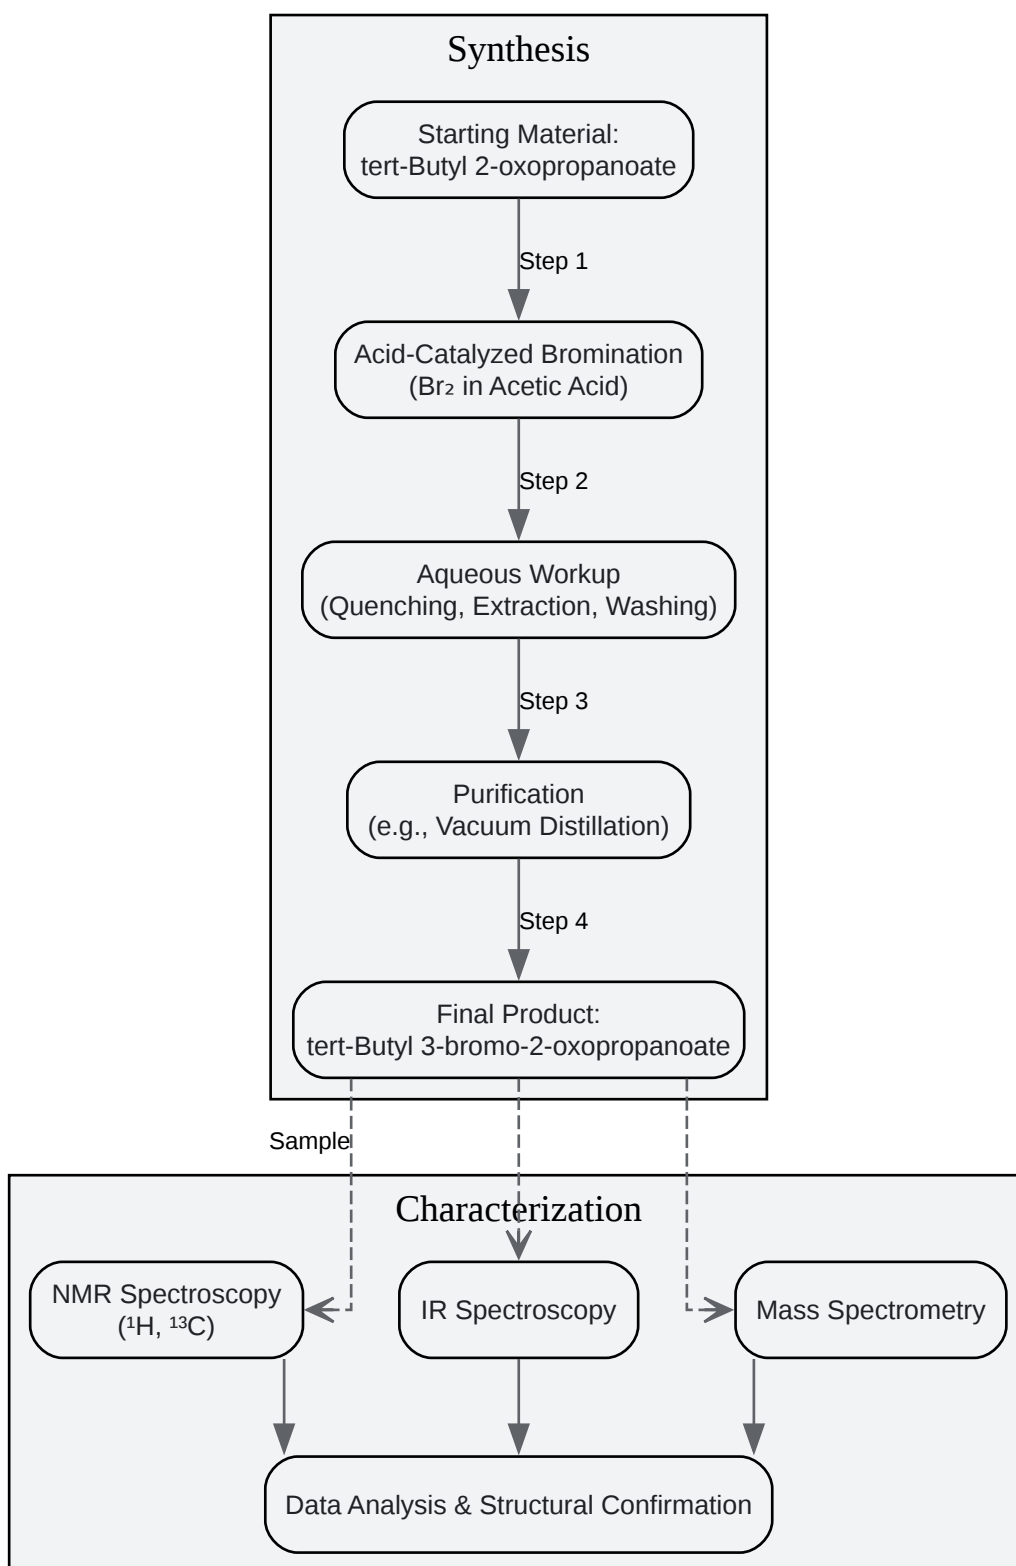 Synthesis
Starting Material:
tert-Butyl 2-oxopropanoate
Step 1
Acid-Catalyzed Bromination
(Br₂ in Acetic Acid)
Step 2
Aqueous Workup
(Quenching, Extraction, Washing)
Step 3
Purification
(e.g., Vacuum Distillation)
Step 4
Final Product:
tert-Butyl 3-bromo-2-oxopropanoate
Sample
Characterization
NMR Spectroscopy
(¹H, ¹³C)
IR Spectroscopy
Mass Spectrometry
Data Analysis & Structural Confirmation